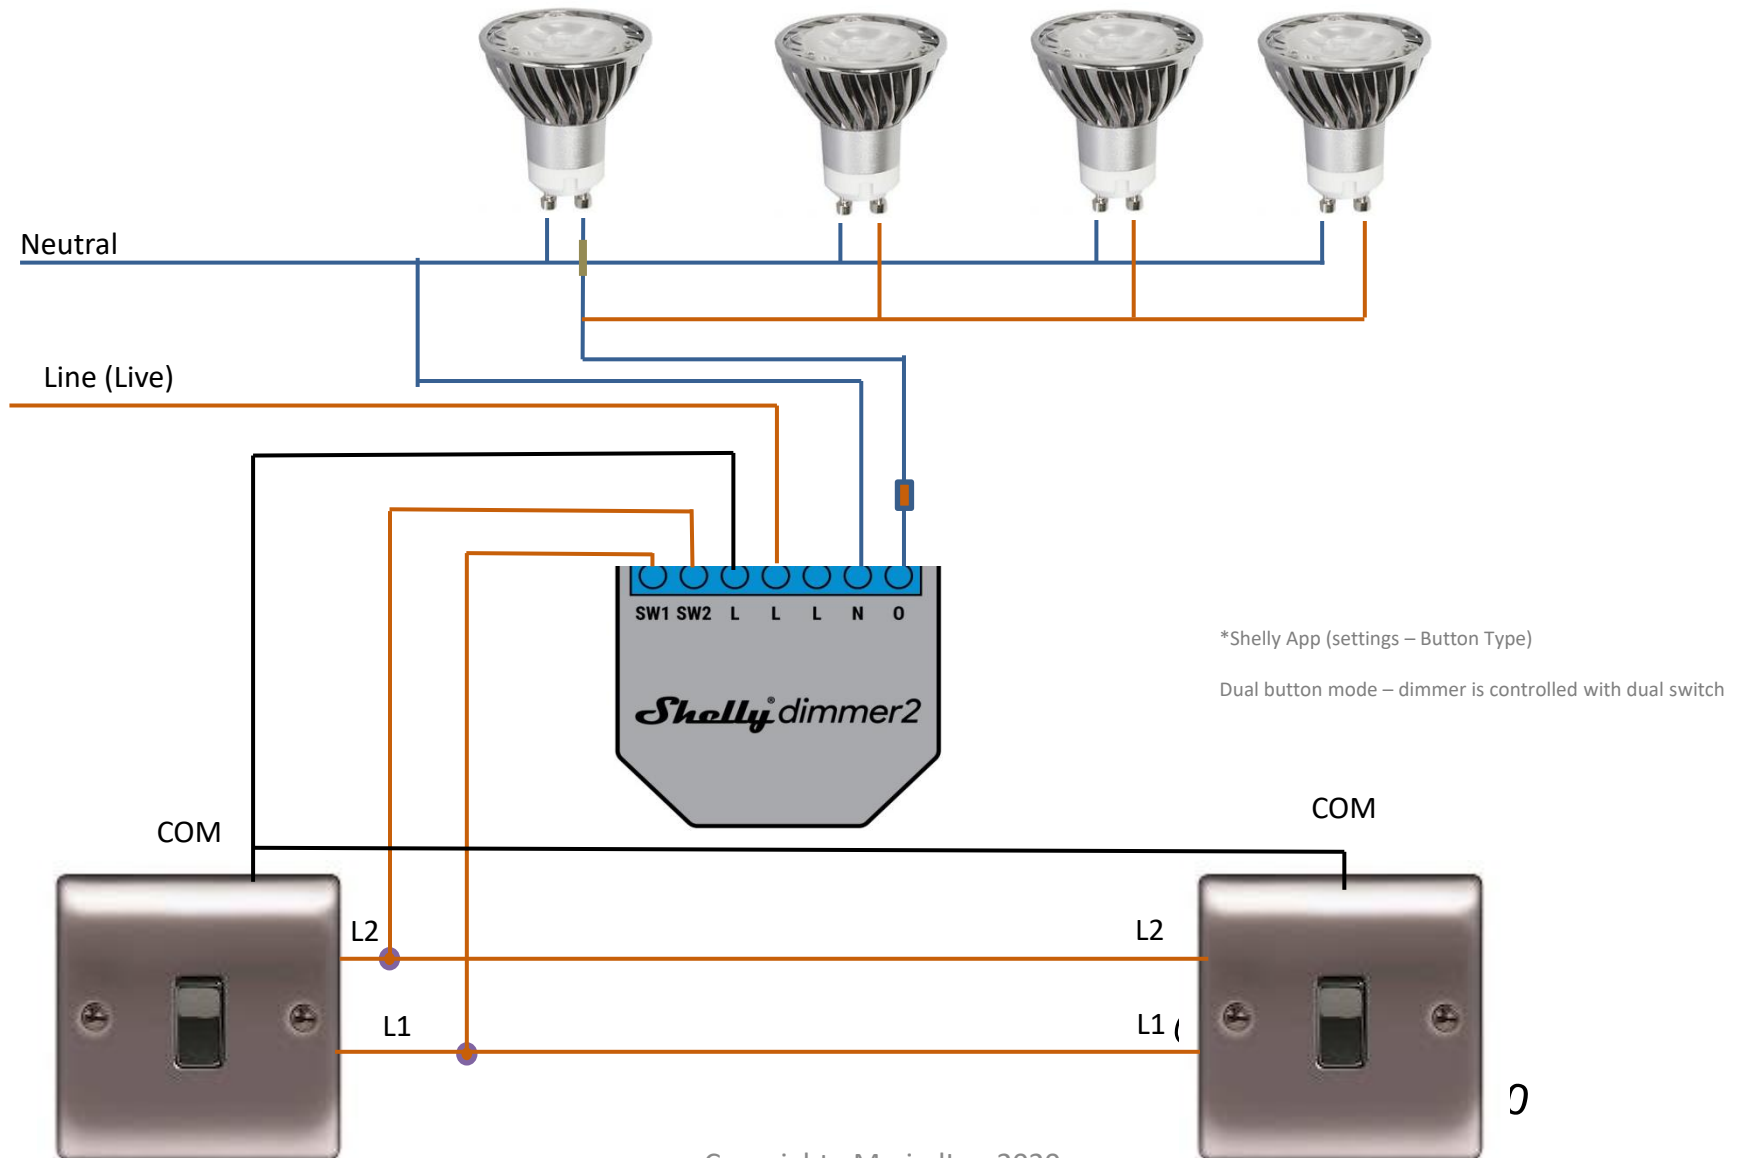 Neutral
Line (Live)
SW1 SW2 L L L N O
*Shelly App (settings – Button Type)
Dual button mode – dimmer is controlled with dual switch
Shelly® dimmer2
COM
COM
L2
L2
L1
L1 (